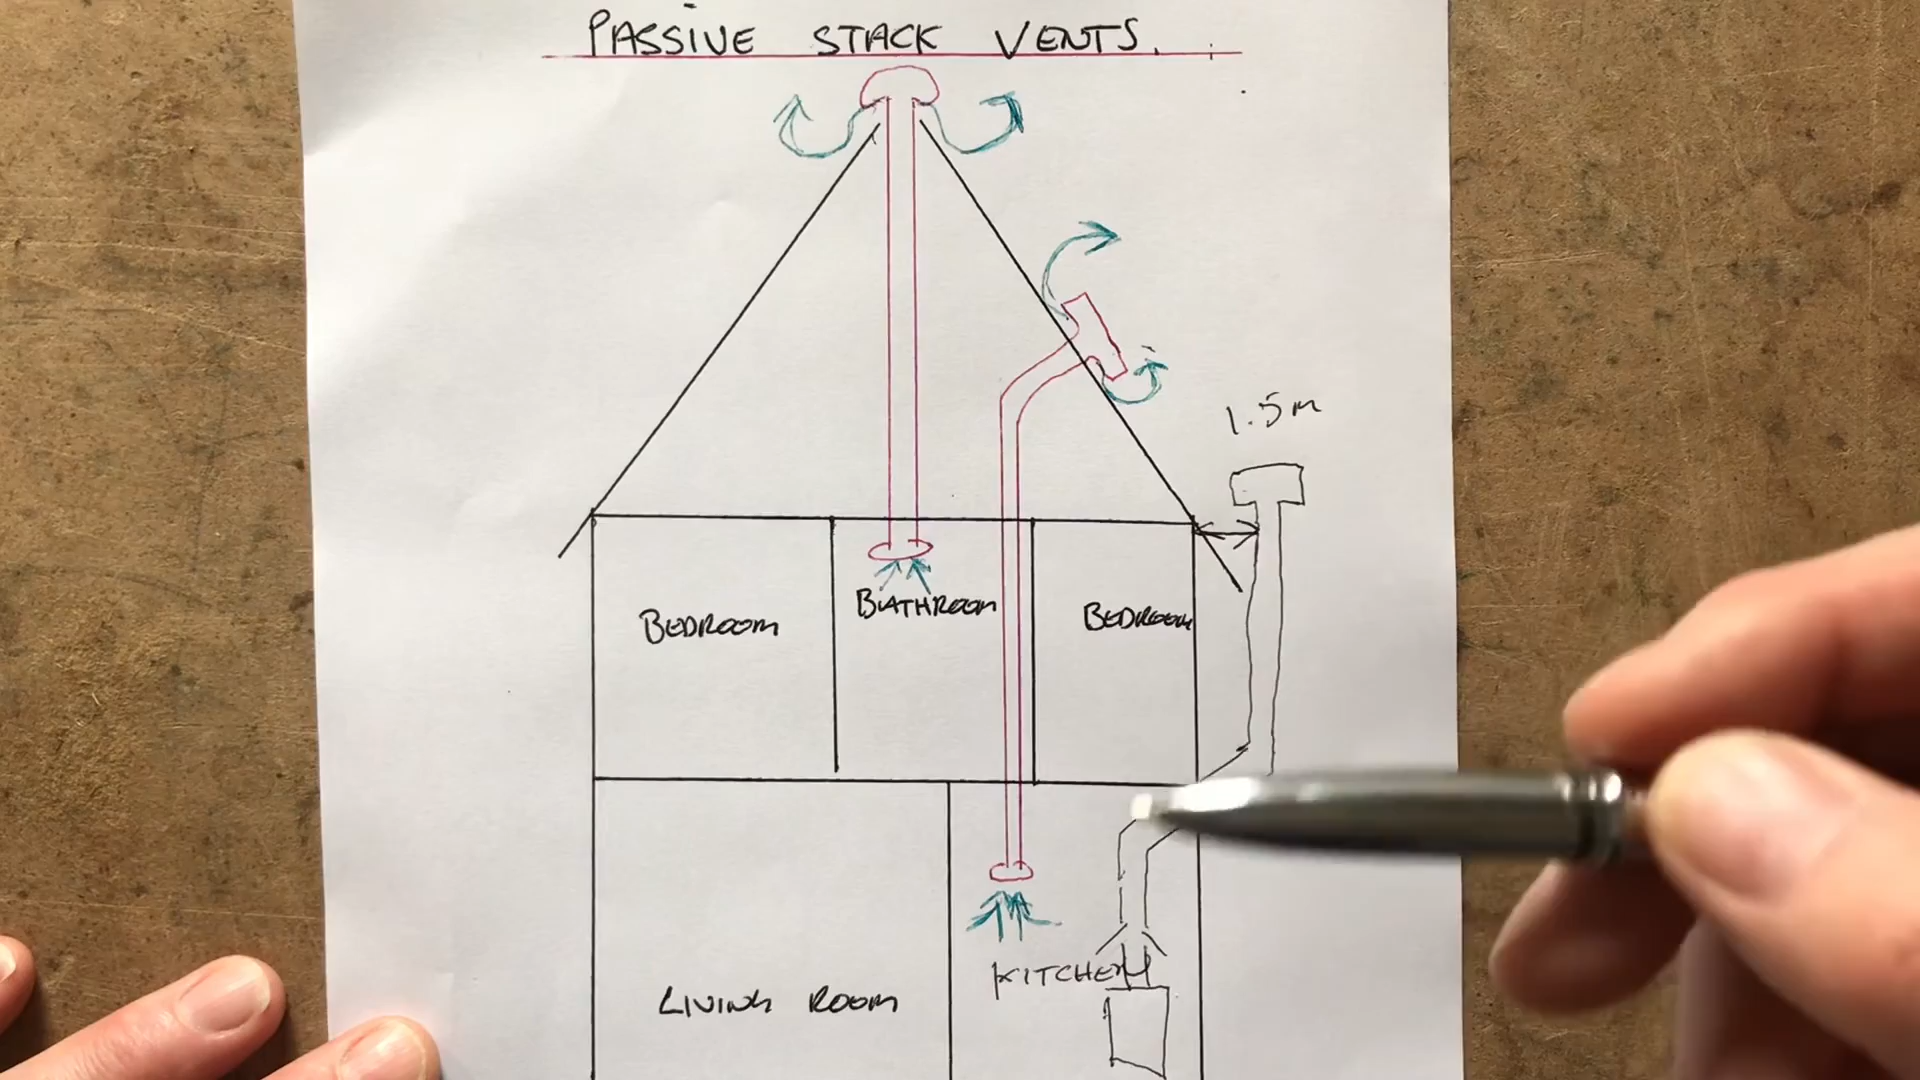 PASSIVE STACK VENTS.
1.5m
BEDROOM
BATHROOM
BEDROOM
KITCHEN
LIVING ROOM